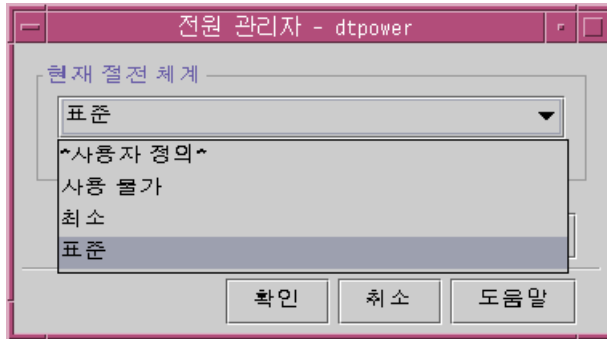 전원 관리자 - dtpower
현재 절전 체계
표준
^사용자 정의^
사용 불가
최소
표준
확인
취소
도움말